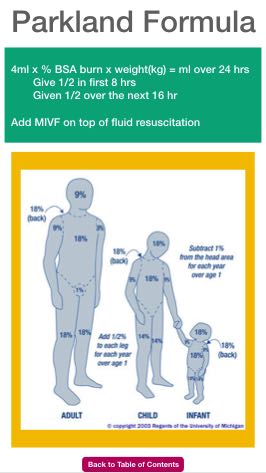 Parkland Formula
4ml x % BSA burn x weight(kg) = ml over 24 hrs
Give 1/2 in first 8 hrs
Given 1/2 over the next 16 hr
Add MIVF on top of fluid resuscitation
9%
18%
(back)
9%
18%
9%
1%
18%
18%
Add 1/2%
to each leg
for each year
over age 1
ADULT
18%
18%
(back)
9%
18%
9%
14%
14%
CHILD
Subtract 1%
from the head area
for each year
over age 1
18%
9%
18%
18%
(back)
INFANT
© copyright 2003 Regents of the University of Michigan
Back to Table of Contents